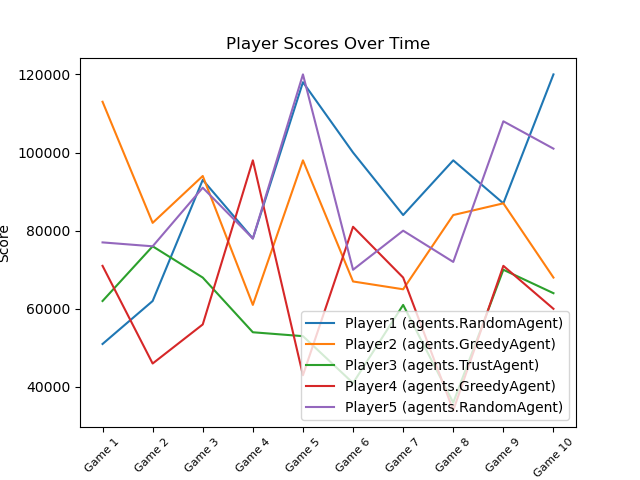 Player Scores Over Time
Score
120000
100000
80000
60000
40000
Player1 (agents.RandomAgent)
Player2 (agents.GreedyAgent)
Player3 (agents.TrustAgent)
Player4 (agents.GreedyAgent)
Player5 (agents.RandomAgent)
Game 1
Game 2
Game 3
Game 4
Game 5
Game 6
Game 7
Game 8
Game 9
Game 10